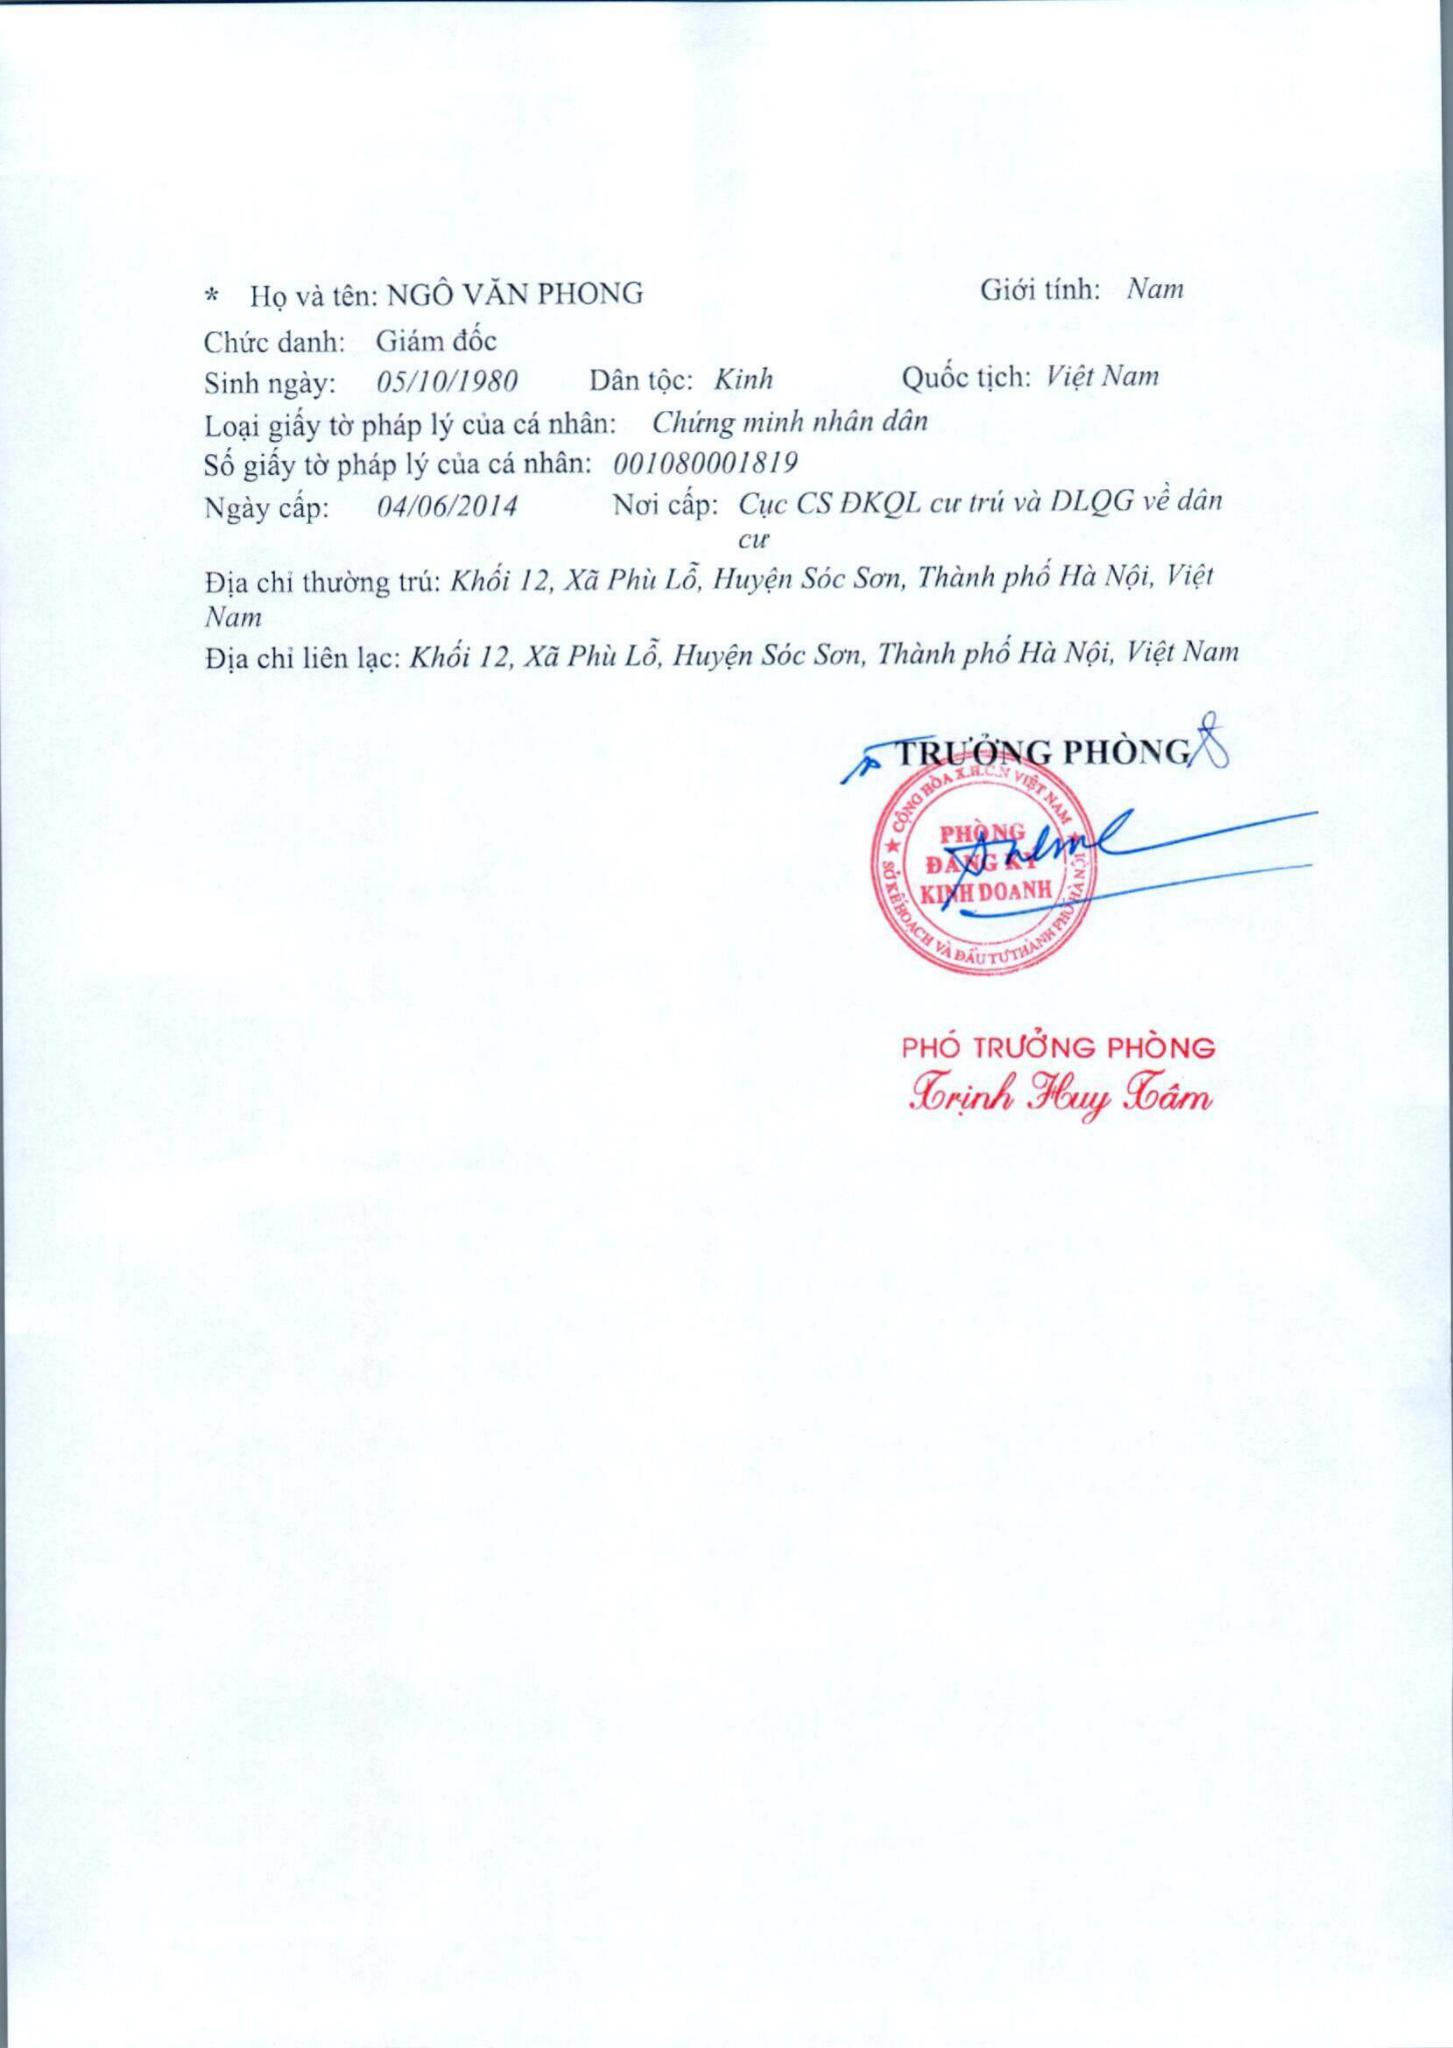 * Họ và tên: NGÔ VĂN PHONG Giới tính: Nam
Chức danh: Giám đốc
Sinh ngày: 05/10/1980 Dân tộc: Kinh Quốc tịch: Việt Nam
Loại giấy tờ pháp lý của cá nhân: Chứng minh nhân dân
Số giấy tờ pháp lý của cá nhân: 001080001819
Ngày cấp: 04/06/2014 Nơi cấp: Cục CS ĐKQL cư trú và DLQG về dân
cư
Địa chỉ thường trú: Khối 12, Xã Phù Lỗ, Huyện Sóc Sơn, Thành phố Hà Nội, Việt
Nam
Địa chỉ liên lạc: Khối 12, Xã Phù Lỗ, Huyện Sóc Sơn, Thành phố Hà Nội, Việt Nam
TRƯỞNG PHÒNG
CỘNG HÒA X.H.C.N VIỆT NAM
PHÒNG
ĐĂNG KÝ
KINH DOANH
SỞ KẾ HOẠCH VÀ ĐẦU TƯ THÀNH PHỐ HÀ NỘI
PHÓ TRƯỞNG PHÒNG
Trịnh Huy Tâm